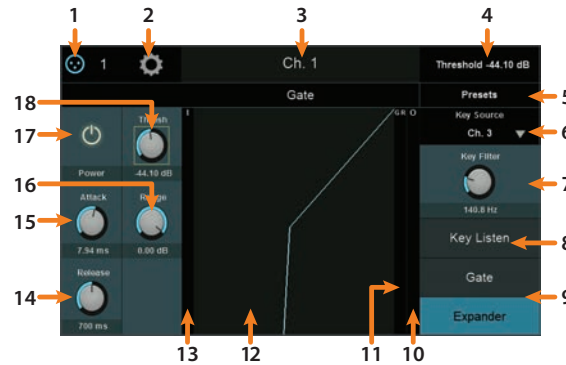 1 2 3 4
1 Ch. 1 Threshold -44.10 dB
Gate Presets 5
I GR O Key Source
18 Thresh Ch. 3 6
17 Key Filter
Power -44.10 dB 7
16 140.8 Hz
Attack Range
15 Key Listen 8
7.94 ms 0.00 dB
Release Gate
14 11 9
700 ms Expander
13 12 10